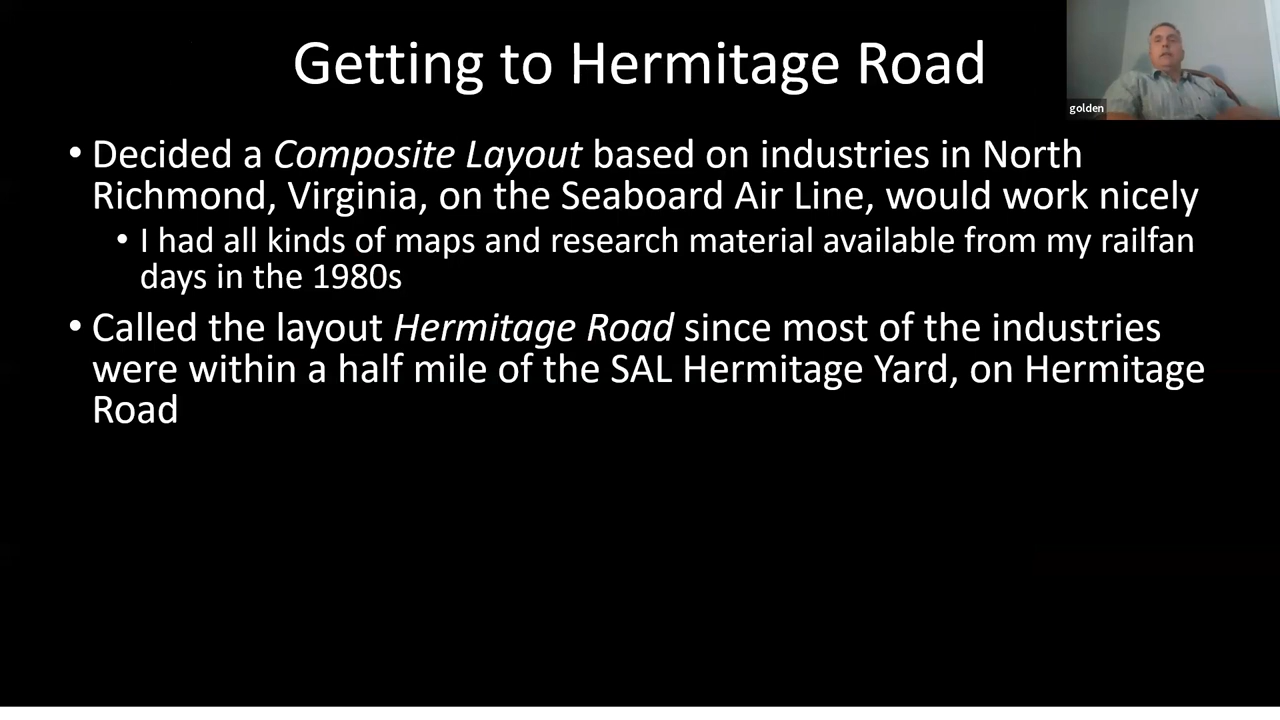 Getting to Hermitage Road
golden
• Decided a Composite Layout based on industries in North
Richmond, Virginia, on the Seaboard Air Line, would work nicely
• I had all kinds of maps and research material available from my railfan
days in the 1980s
• Called the layout Hermitage Road since most of the industries
were within a half mile of the SAL Hermitage Yard, on Hermitage
Road